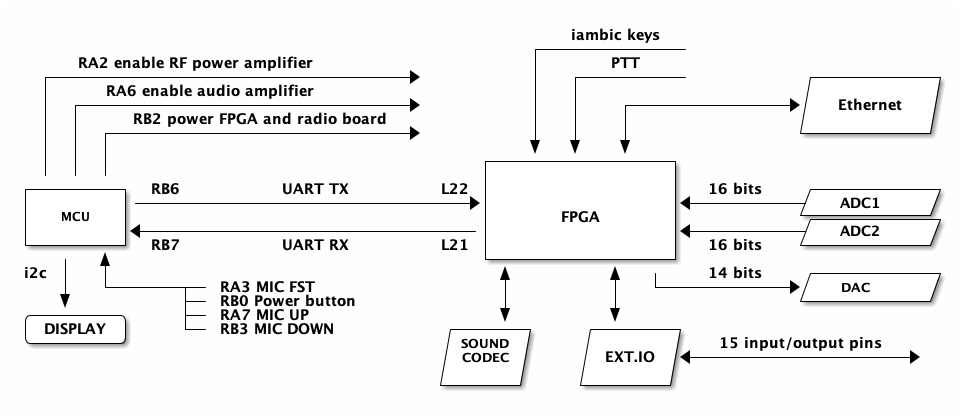 iambic keys
RA2 enable RF power amplifier
PTT
RA6 enable audio amplifier
Ethernet
RB2 power FPGA and radio board
RB6 UART TX L22
16 bits
ADC1
MCU
FPGA
ADC2
RB7 UART RX L21
16 bits
i2c
14 bits
RA3 MIC FST
DAC
RB0 Power button
RA7 MIC UP
DISPLAY
RB3 MIC DOWN
SOUND
CODEC
EXT.IO
15 input/output pins